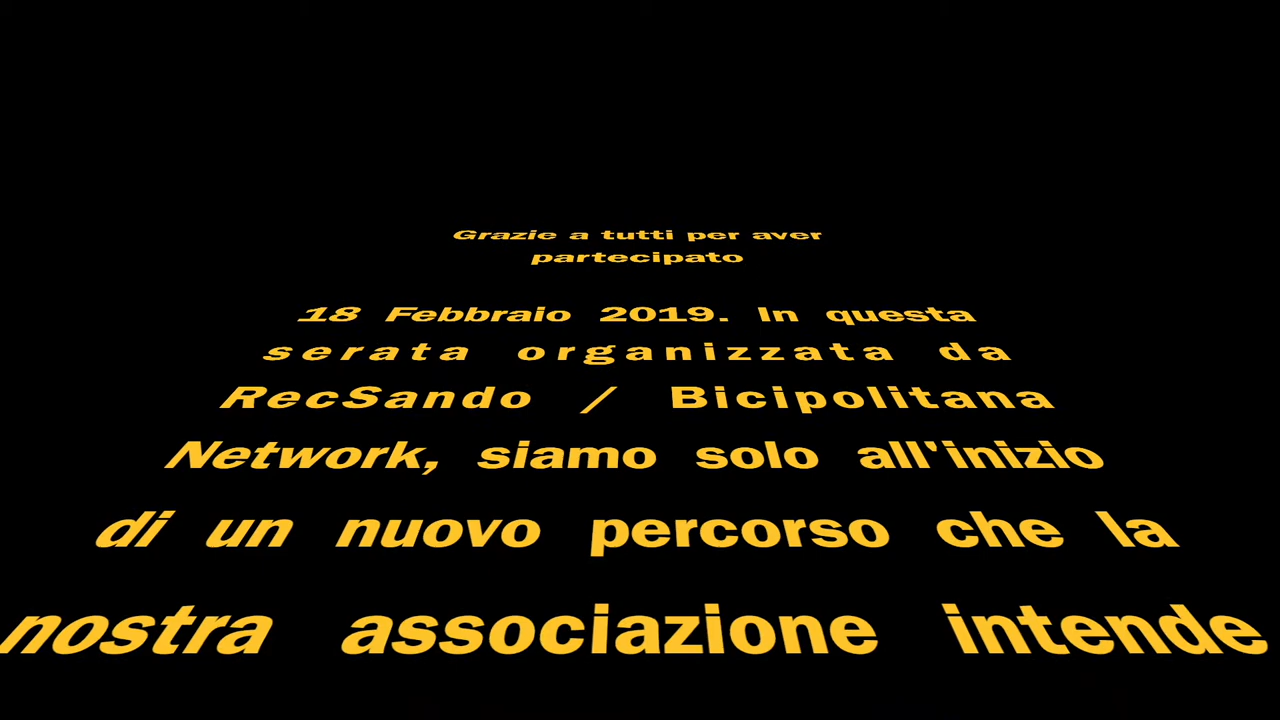 Grazie a tutti per aver
partecipato
18 Febbraio 2019. In questa
serata organizzata da
RecSando / Bicipolitana
Network, siamo solo all'inizio
di un nuovo percorso che la
nostra associazione intende